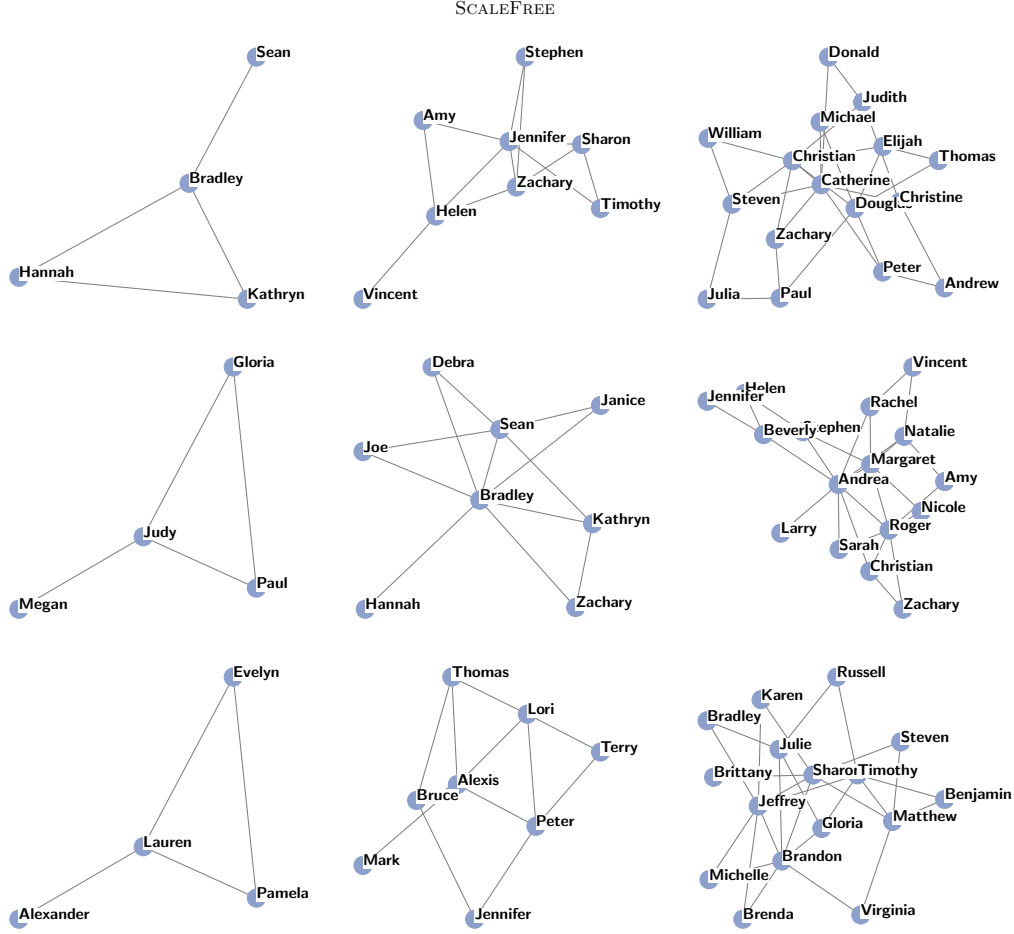 SCALEFREE
Sean
Bradley
Hannah
Kathryn
Stephen
Amy
Jennifer
Sharon
Zachary
Helen
Timothy
Vincent
Donald
Judith
Michael
William
Elijah
Christian
Thomas
Catherine
Steven
Christine
Zachary
Peter
Andrew
Julia
Paul
Gloria
Judy
Paul
Megan
Debra
Janice
Sean
Joe
Bradley
Kathryn
Hannah
Zachary
Vincent
Helen
Jennifer
Rachel
Beverly
Natalie
Margaret
Andrea
Amy
Nicole
Larry
Roger
Sarah
Christian
Zachary
Evelyn
Lauren
Pamela
Alexander
Thomas
Lori
Terry
Alexis
Bruce
Peter
Mark
Jennifer
Russell
Karen
Bradley
Steven
Julie
Brittany
Timothy
Benjamin
Jeffrey
Matthew
Gloria
Brandon
Michelle
Virginia
Brenda